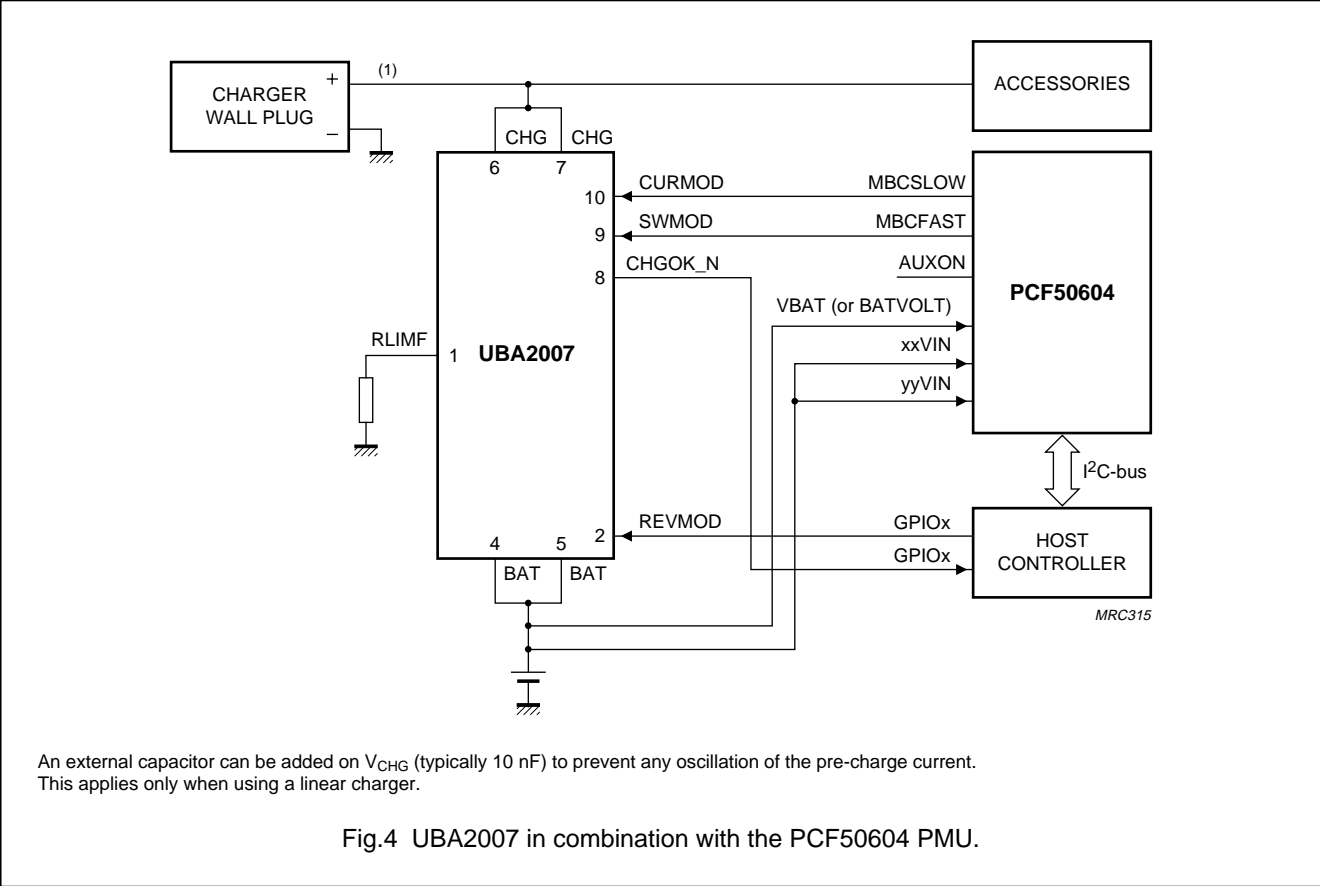 (1)
+
CHARGER
WALL PLUG
–
ACCESSORIES
CHG
CHG
6
7
10
CURMOD
MBCSLOW
9
SWMOD
MBCFAST
8
CHGOK_N
AUXON
PCF50604
VBAT (or BATVOLT)
xxVIN
yyVIN
RLIMF
1
UBA2007
I2C-bus
2
REVMOD
GPIOx
GPIOx
HOST
CONTROLLER
4
5
BAT
BAT
MRC315
An external capacitor can be added on VCHG (typically 10 nF) to prevent any oscillation of the pre-charge current.
This applies only when using a linear charger.
Fig.4 UBA2007 in combination with the PCF50604 PMU.